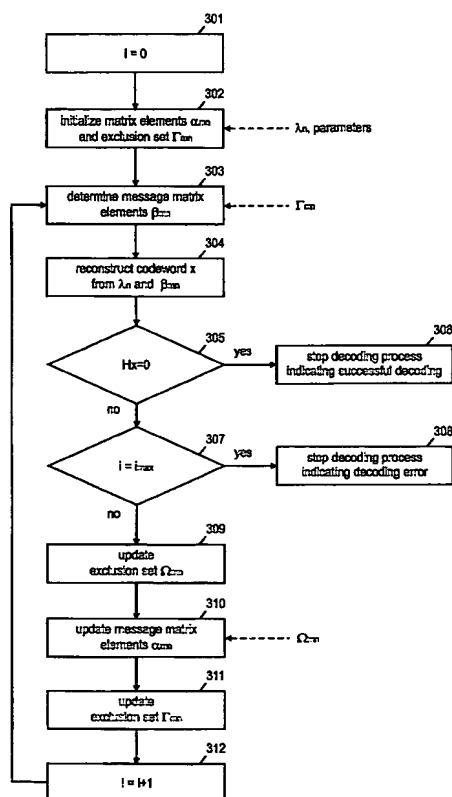 301
i = 0
302
initialize matrix elements αmn
and exclusion set Γmn
λn, parameters
303
determine message matrix
elements βmn
Γmn
304
reconstruct codeword x
from λn and βmn
305
Hx=0
yes
306
stop decoding process
indicating successful decoding
no
307
i = imax
yes
308
stop decoding process
indicating decoding error
no
309
update
exclusion set Ωmn
310
update message matrix
elements αmn
Ωmn
311
update
exclusion set Γmn
312
i = i+1